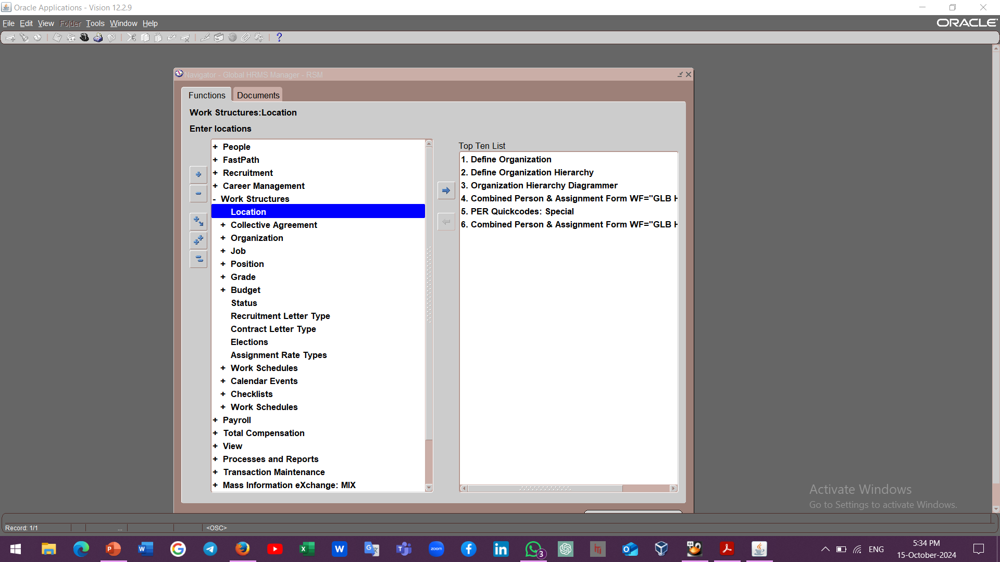 Oracle Applications - Vision 12.2.9
File Edit View Folder Tools Window Help
ORACLE
Navigator - Global HRMS Manager - RSM
Functions Documents
Work Structures:Location
Enter locations
+ People
+ FastPath
+ Recruitment
+ Career Management
- Work Structures
Location
+ Collective Agreement
+ Organization
+ Job
+ Position
+ Grade
+ Budget
Status
Recruitment Letter Type
Contract Letter Type
Elections
Assignment Rate Types
+ Work Schedules
+ Calendar Events
+ Checklists
+ Work Schedules
+ Payroll
+ Total Compensation
+ View
+ Processes and Reports
+ Transaction Maintenance
+ Mass Information eXchange: MIX
Top Ten List
1. Define Organization
2. Define Organization Hierarchy
3. Organization Hierarchy Diagrammer
4. Combined Person & Assignment Form WF="GLB H
5. PER Quickcodes: Special
6. Combined Person & Assignment Form WF="GLB H
Activate Windows
Go to Settings to activate Windows.
Record: 1/1 ... <OSC>
zoom
3
64
ENG
5:34 PM
15-October-2024